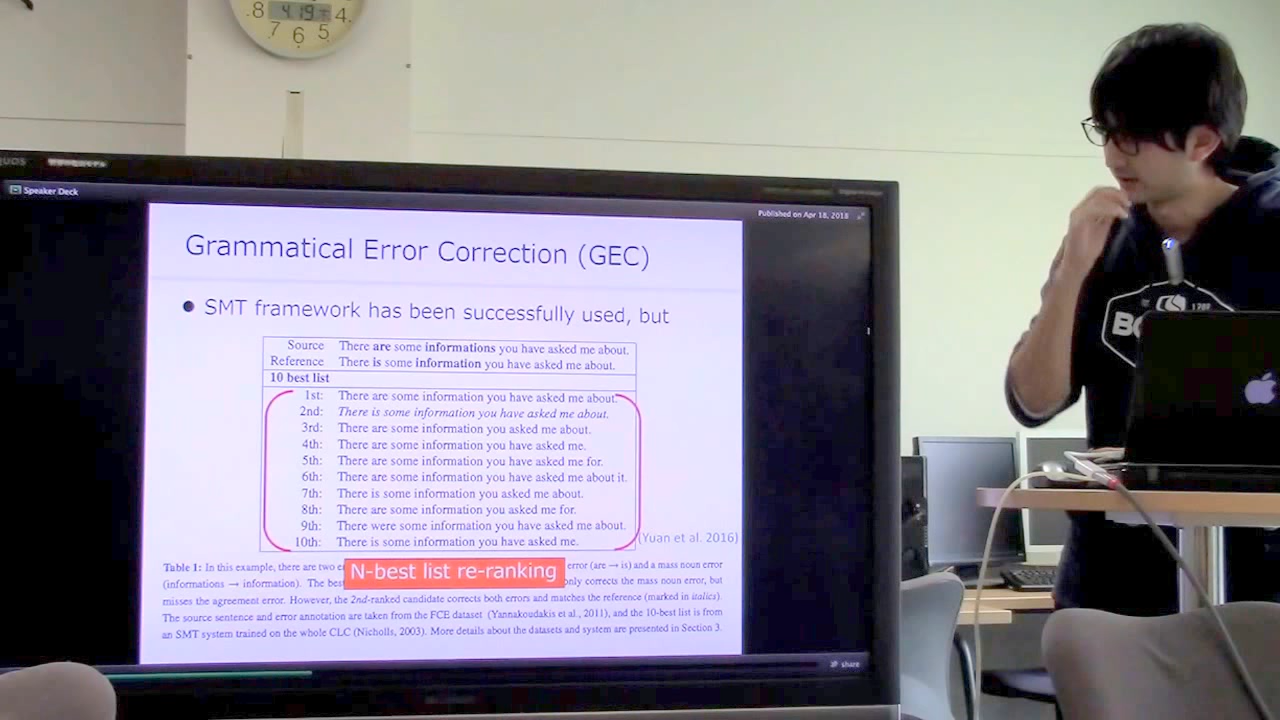 8 4:19 4
7 6 5
Speaker Deck
Published on Apr 18, 2018
Grammatical Error Correction (GEC)
● SMT framework has been successfully used, but
Source There are some informations you have asked me about.
Reference There is some information you have asked me about.
10 best list
1st: There are some information you have asked me about.
2nd: There is some information you have asked me about.
3rd: There are some information you asked me about.
4th: There are some information you have asked me.
5th: There are some information you have asked me for.
6th: There are some information you have asked me about it.
7th: There is some information you asked me about.
8th: There are some information you asked me for.
9th: There were some information you have asked me about.
10th: There is some information you have asked me.
(Yuan et al. 2016)
Table 1: In this example, there are two error (are → is) and a mass noun error
N-best list re-ranking
(informations → information). The only corrects the mass noun error, but
misses the agreement error. However, the 2nd-ranked candidate corrects both errors and matches the reference (marked in italics).
The source sentence and error annotation are taken from the FCE dataset (Yannakoudakis et al., 2011), and the 10-best list is from
an SMT system trained on the whole CLC (Nicholls, 2003). More details about the datasets and system are presented in Section 3.
share